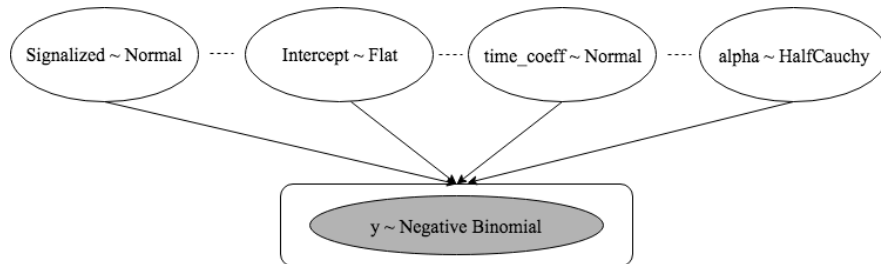 Signalized ~ Normal
Intercept ~ Flat
time_coeff ~ Normal
alpha ~ HalfCauchy
y ~ Negative Binomial